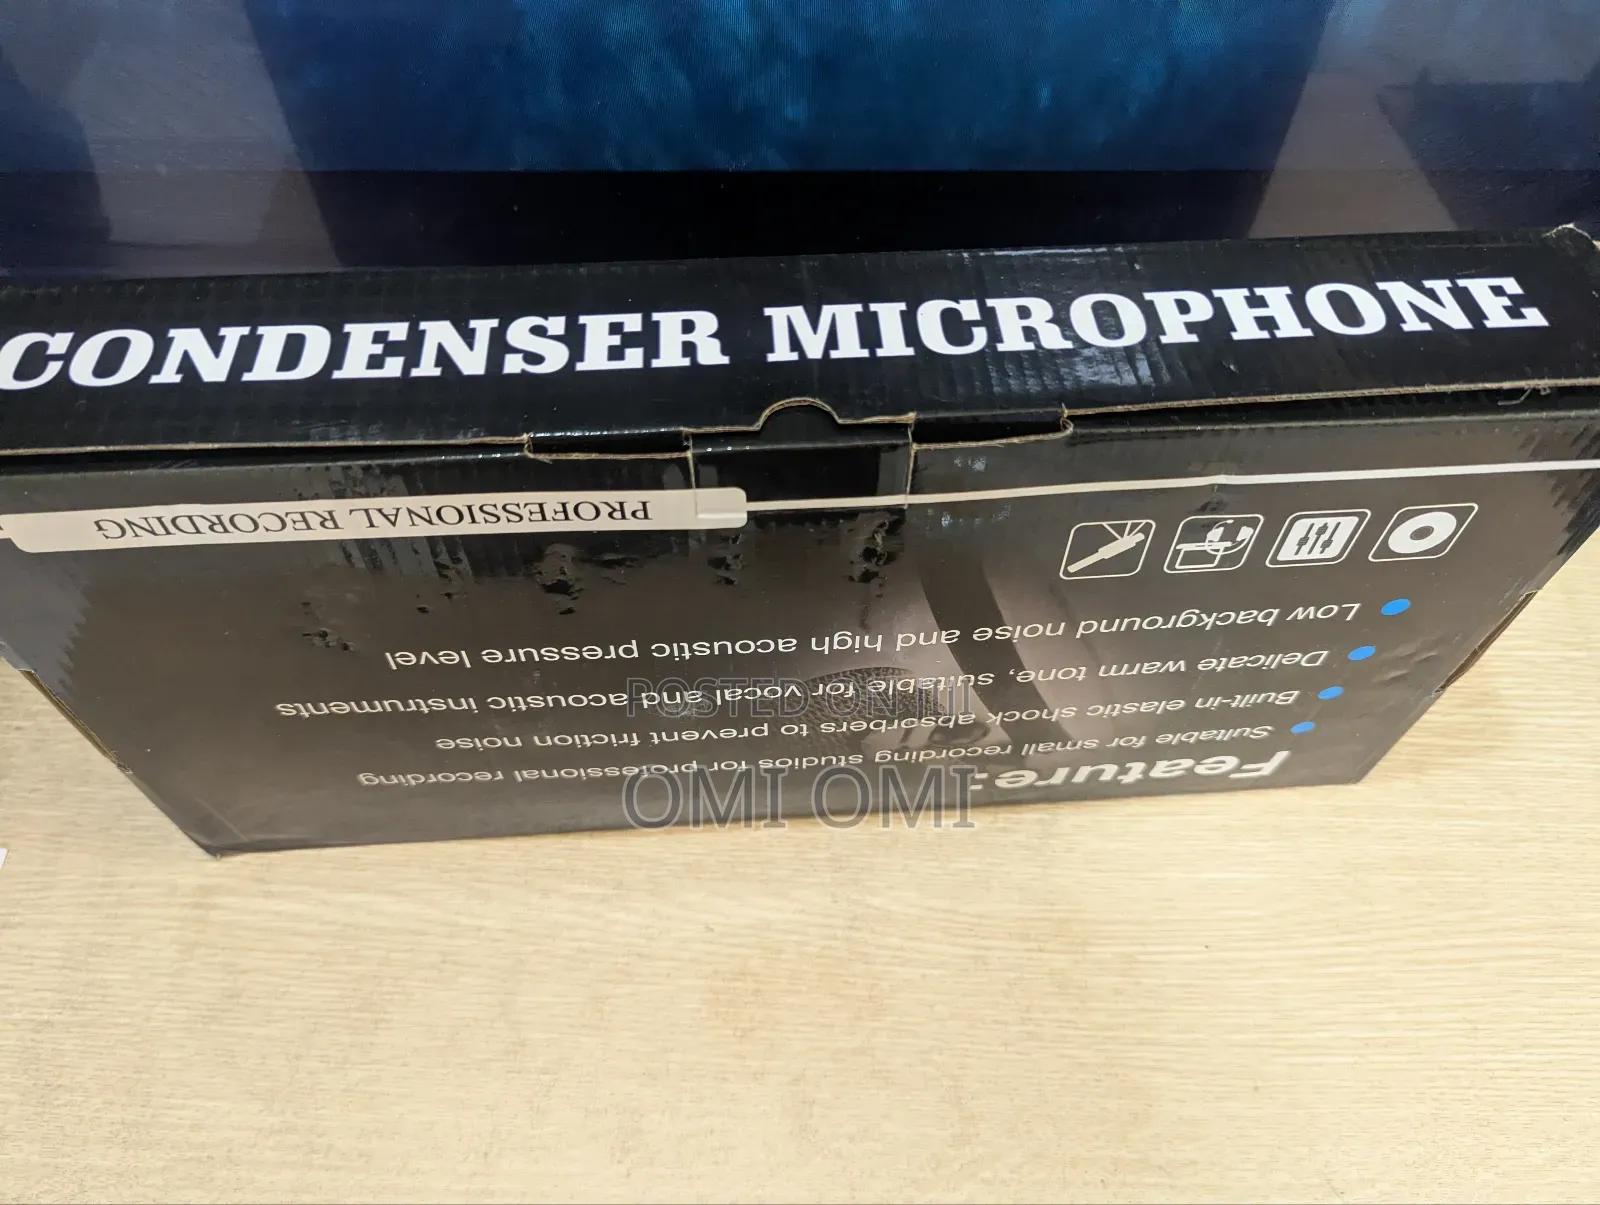 CONDENSER MICROPHONE
PROFESSIONAL RECORDING
Feature:
Suitable for small recording studios for professional recording
Built-in elastic shock absorbers to prevent friction noise
Delicate warm tone, suitable for vocal and acoustic instruments
Low background noise and high acoustic pressure level
POSTED ON JIJI
OMI OMI